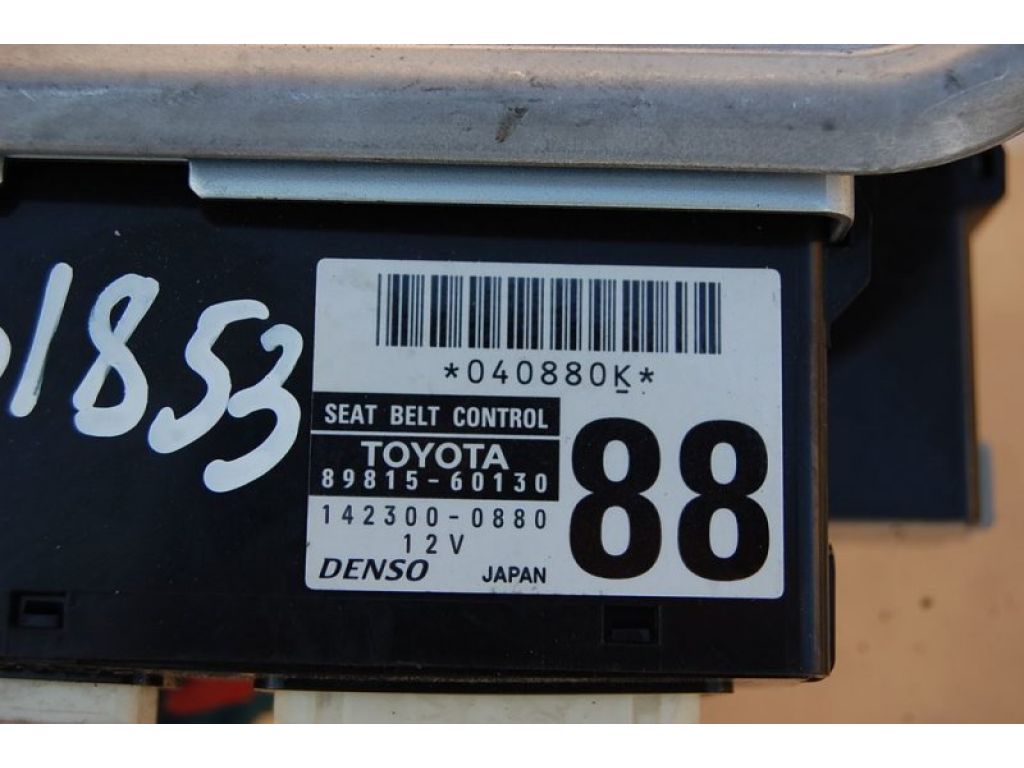 1853
*040880K*
SEAT BELT CONTROL
TOYOTA
89815-60130
88
142300-0880
12V
DENSO JAPAN